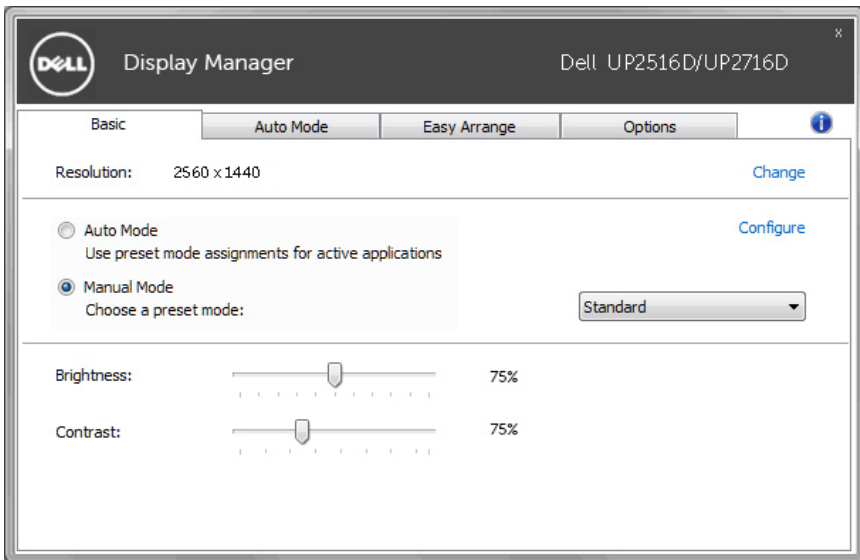 DELL Display Manager Dell UP2516D/UP2716D x
Basic Auto Mode Easy Arrange Options i
Resolution: 2560 x 1440 Change
Auto Mode Configure
Use preset mode assignments for active applications
Manual Mode
Choose a preset mode: Standard
Brightness: 75%
Contrast: 75%